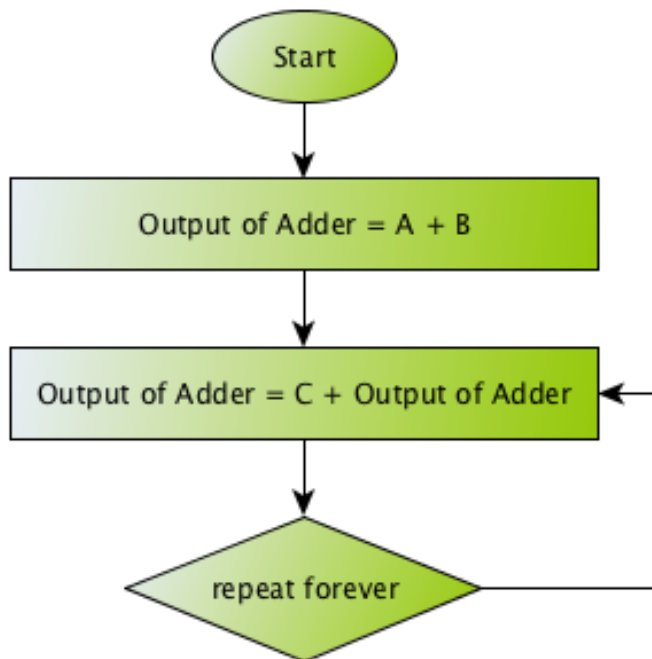 Start
Output of Adder = A + B
Output of Adder = C + Output of Adder
repeat forever